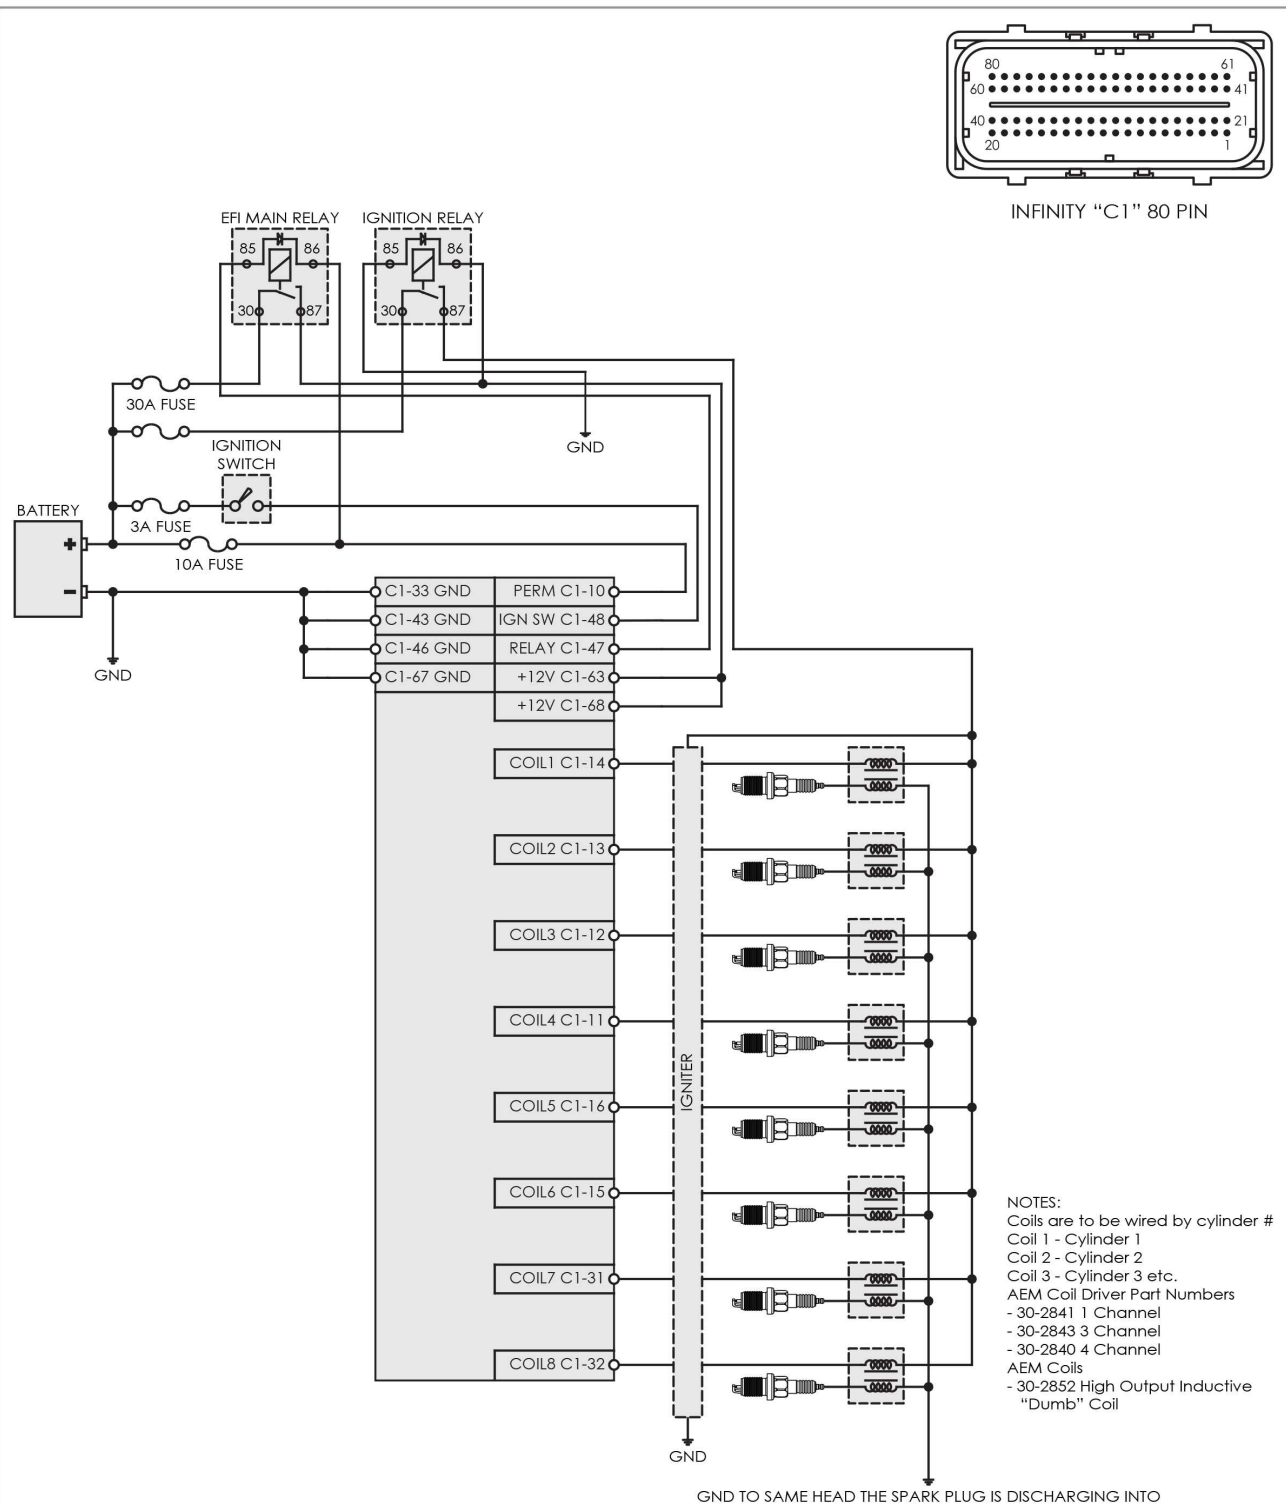 80 61
60 41
40 21
20 1
INFINITY “C1” 80 PIN
EFI MAIN RELAY
85 86
30 87
IGNITION RELAY
85 86
30 87
30A FUSE
GND
IGNITION
SWITCH
3A FUSE
BATTERY
+
-
10A FUSE
GND
C1-33 GND
PERM C1-10
C1-43 GND
IGN SW C1-48
C1-46 GND
RELAY C1-47
C1-67 GND
+12V C1-63
+12V C1-68
COIL1 C1-14
COIL2 C1-13
COIL3 C1-12
COIL4 C1-11
COIL5 C1-16
COIL6 C1-15
COIL7 C1-31
COIL8 C1-32
IGNITER
GND
NOTES:
Coils are to be wired by cylinder #
Coil 1 - Cylinder 1
Coil 2 - Cylinder 2
Coil 3 - Cylinder 3 etc.
AEM Coil Driver Part Numbers
- 30-2841 1 Channel
- 30-2843 3 Channel
- 30-2840 4 Channel
AEM Coils
- 30-2852 High Output Inductive
“Dumb” Coil
GND TO SAME HEAD THE SPARK PLUG IS DISCHARGING INTO